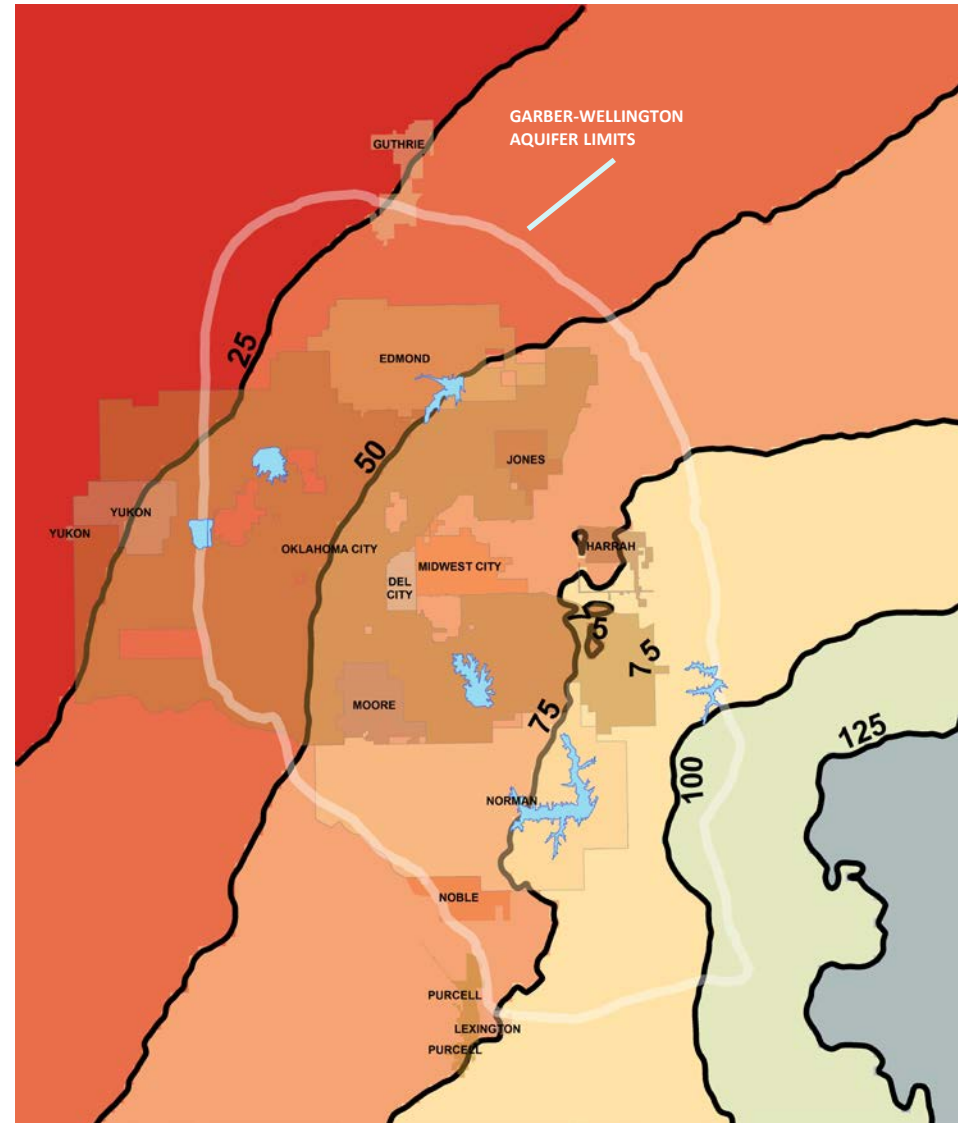 GARBER-WELLINGTON
AQUIFER LIMITS
GUTHRIE
25
EDMOND
50
JONES
YUKON
YUKON
OKLAHOMA CITY
HARRAH
MIDWEST CITY
DEL
CITY
5
75
MOORE
75
125
100
NORMAN
NOBLE
PURCELL
LEXINGTON
PURCELL